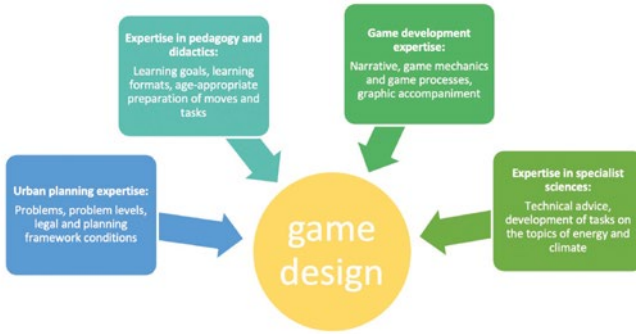 Expertise in pedagogy and
didactics:
Learning goals, learning
formats, age-appropriate
preparation of moves and
tasks
Game development
expertise:
Narrative, game mechanics
and game processes,
graphic accompaniment
Urban planning expertise:
Problems, problem levels,
legal and planning
framework conditions
Expertise in specialist
sciences:
Technical advice,
development of tasks on
the topics of energy and
climate
game
design